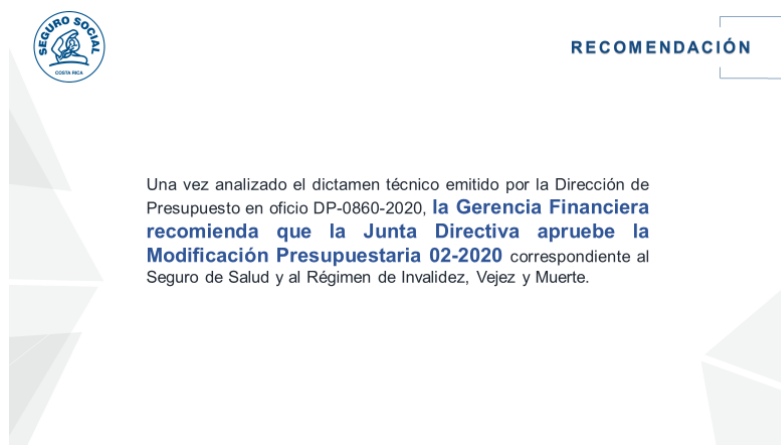 SEGURO SOCIAL
COSTA RICA
RECOMENDACIÓN
Una vez analizado el dictamen técnico emitido por la Dirección de
Presupuesto en oficio DP-0860-2020, la Gerencia Financiera
recomienda que la Junta Directiva apruebe la
Modificación Presupuestaria 02-2020 correspondiente al
Seguro de Salud y al Régimen de Invalidez, Vejez y Muerte.